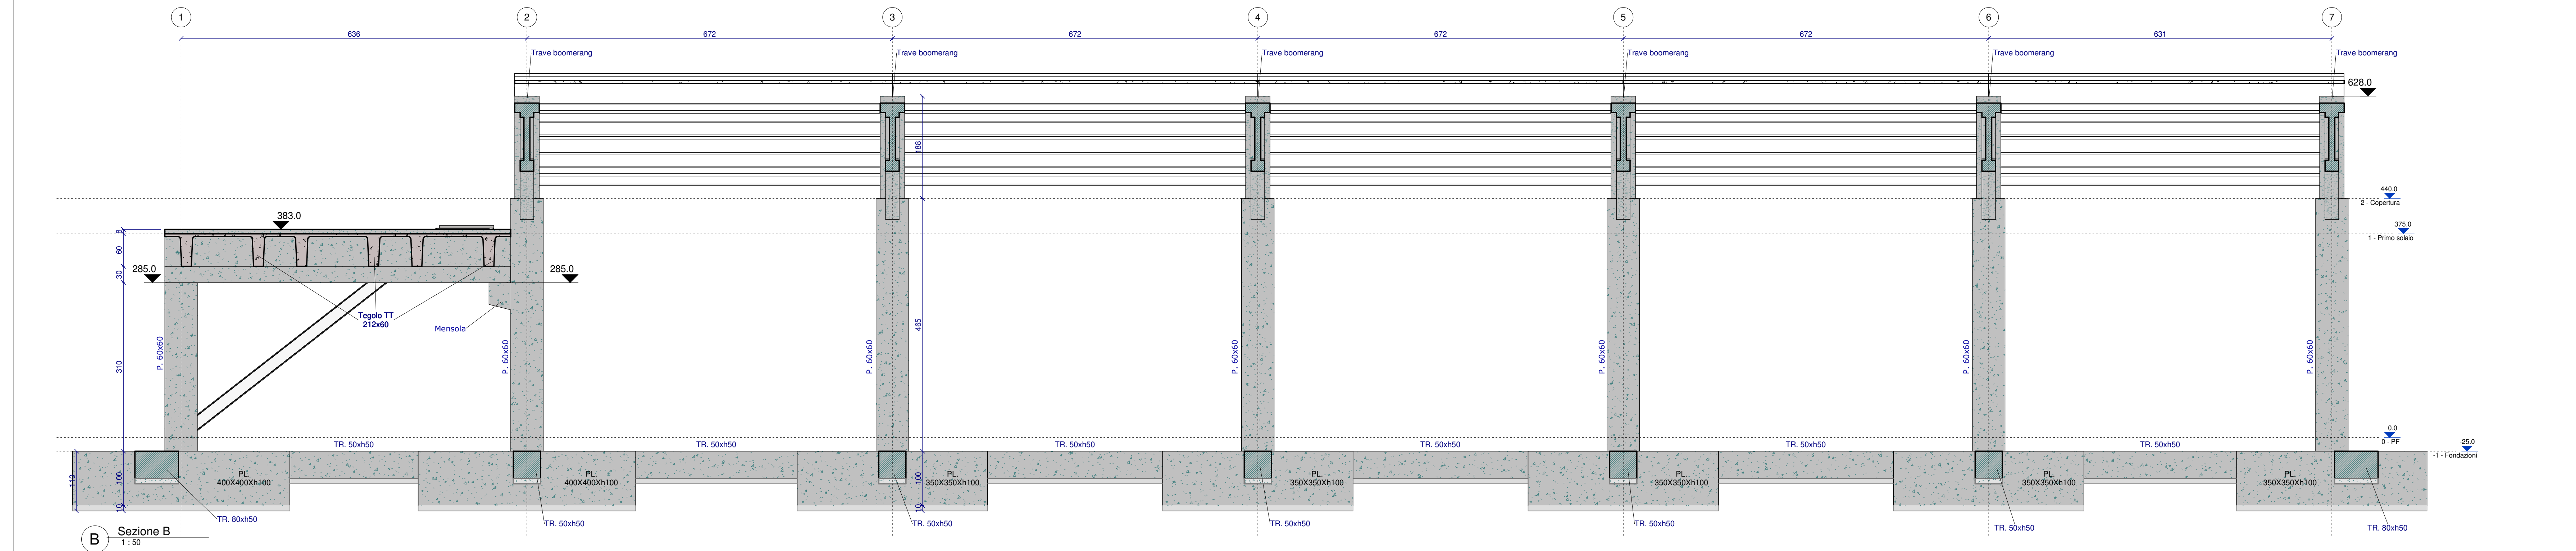 1 2 3 4 5 6 7
636 672 672 672 672 631
Trave boomerang Trave boomerang Trave boomerang Trave boomerang Trave boomerang Trave boomerang
628.0
188
440.0
2 - Copertura
383.0
375.0
1 - Primo solaio
8
60
30
285.0 285.0
Tegolo TT
212x60
Mensola
465
310
P. 60x60 P. 60x60 P. 60x60 P. 60x60 P. 60x60 P. 60x60 P. 60x60
0.0
0 - PF
TR. 50xh50 TR. 50xh50 TR. 50xh50 TR. 50xh50 TR. 50xh50 TR. 50xh50
-25.0
-1 - Fondazioni
PL. PL. PL. PL. PL. PL. PL.
400X400Xh100 400X400Xh100 350X350Xh100 350X350Xh100 350X350Xh100 350X350Xh100 350X350Xh100
110 100 100
10 10
TR. 80xh50 TR. 50xh50 TR. 50xh50 TR. 50xh50 TR. 50xh50 TR. 50xh50 TR. 80xh50
B Sezione B
1 : 50